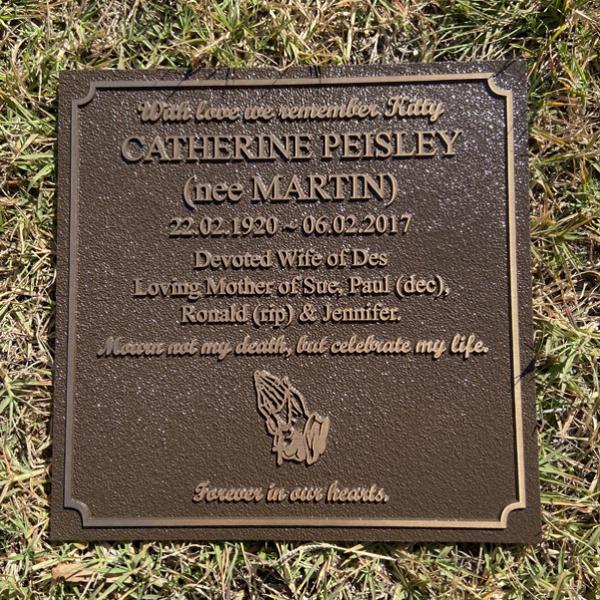 With love we remember Kitty
CATHERINE PEISLEY
(nee MARTIN)
22.02.1920 ~ 06.02.2017
Devoted Wife of Des
Loving Mother of Sue, Paul (dec),
Ronald (rip) & Jennifer.
Mourn not my death, but celebrate my life.
Forever in our hearts.